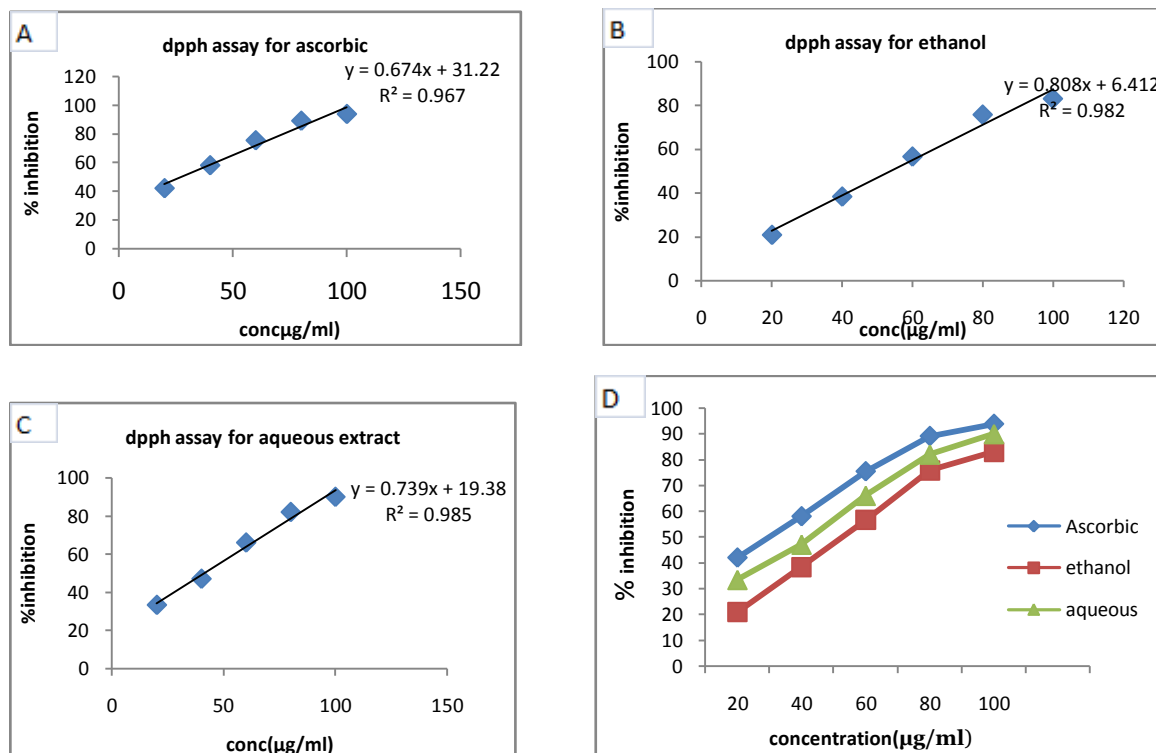 A
dpph assay for ascorbic
y = 0.674x + 31.22
R² = 0.967
120
100
80
60
40
20
0
% inhibition
0 50 100 150
concµg/ml)
B
dpph assay for ethanol
y = 0.808x + 6.412
R² = 0.982
100
80
60
40
20
0
%inhibition
0 20 40 60 80 100 120
conc(µg/ml)
C
dpph assay for aqueous extract
y = 0.739x + 19.38
R² = 0.985
100
80
60
40
20
0
%inhibition
0 50 100 150
conc(µg/ml)
D
100
90
80
70
60
50
40
30
20
10
0
% inhibition
Ascorbic
ethanol
aqueous
20 40 60 80 100
concentration(µg/ml)